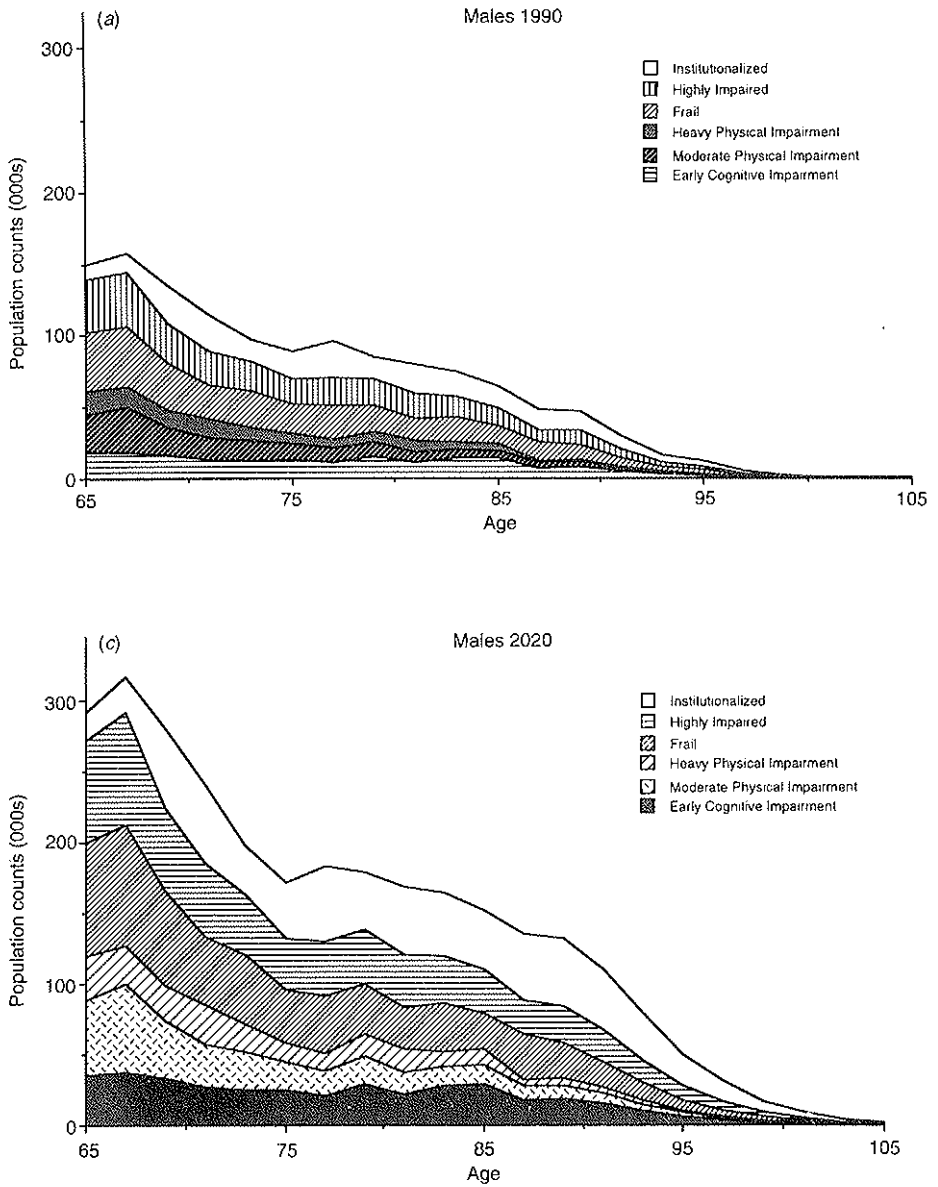 (a)
Males 1990
300
200
100
0
Population counts (000s)
Institutionalized
Highly Impaired
Frail
Heavy Physical Impairment
Moderate Physical Impairment
Early Cognitive Impairment
65
75
85
95
105
Age
(c)
Males 2020
300
200
100
0
Population counts (000s)
Institutionalized
Highly Impaired
Frail
Heavy Physical Impairment
Moderate Physical Impairment
Early Cognitive Impairment
65
75
85
95
105
Age